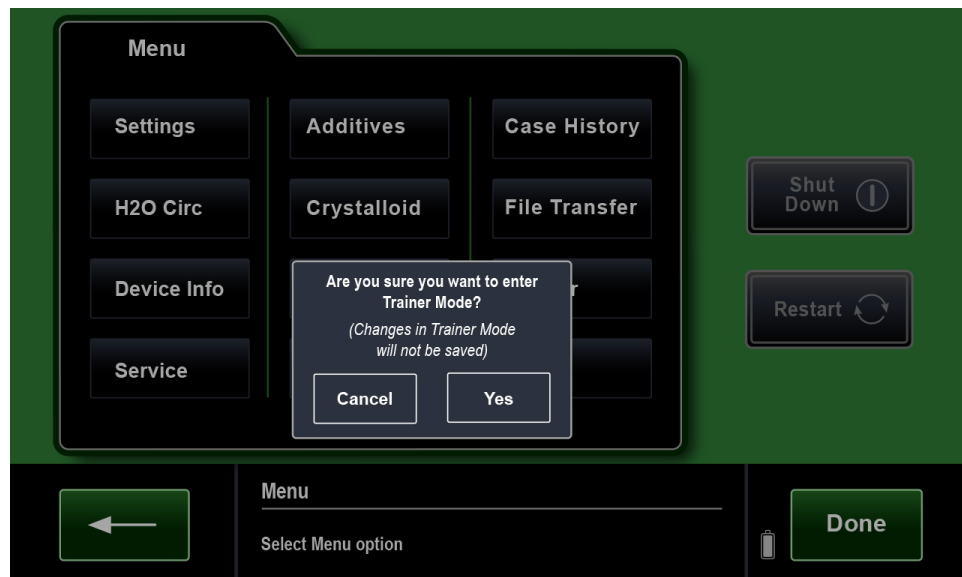 Menu
Settings
Additives
Case History
H2O Circ
Crystalloid
File Transfer
Device Info
Service
Are you sure you want to enter
Trainer Mode?
(Changes in Trainer Mode
will not be saved)
Cancel
Yes
Shut
Down
Restart
Menu
Select Menu option
Done